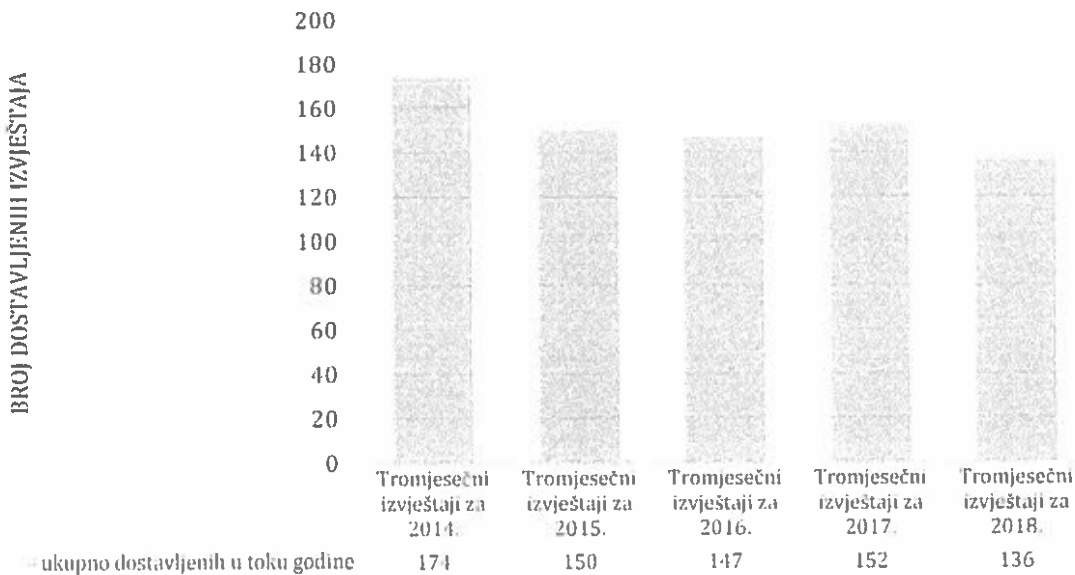 BROJ DOSTAVLJENIH IZVJEŠTAJA
200
180
160
140
120
100
80
60
40
20
0
Tromjesečni izvještaji za 2014.
Tromjesečni izvještaji za 2015.
Tromjesečni izvještaji za 2016.
Tromjesečni izvještaji za 2017.
Tromjesečni izvještaji za 2018.
ukupno dostavljenih u toku godine 174 150 147 152 136